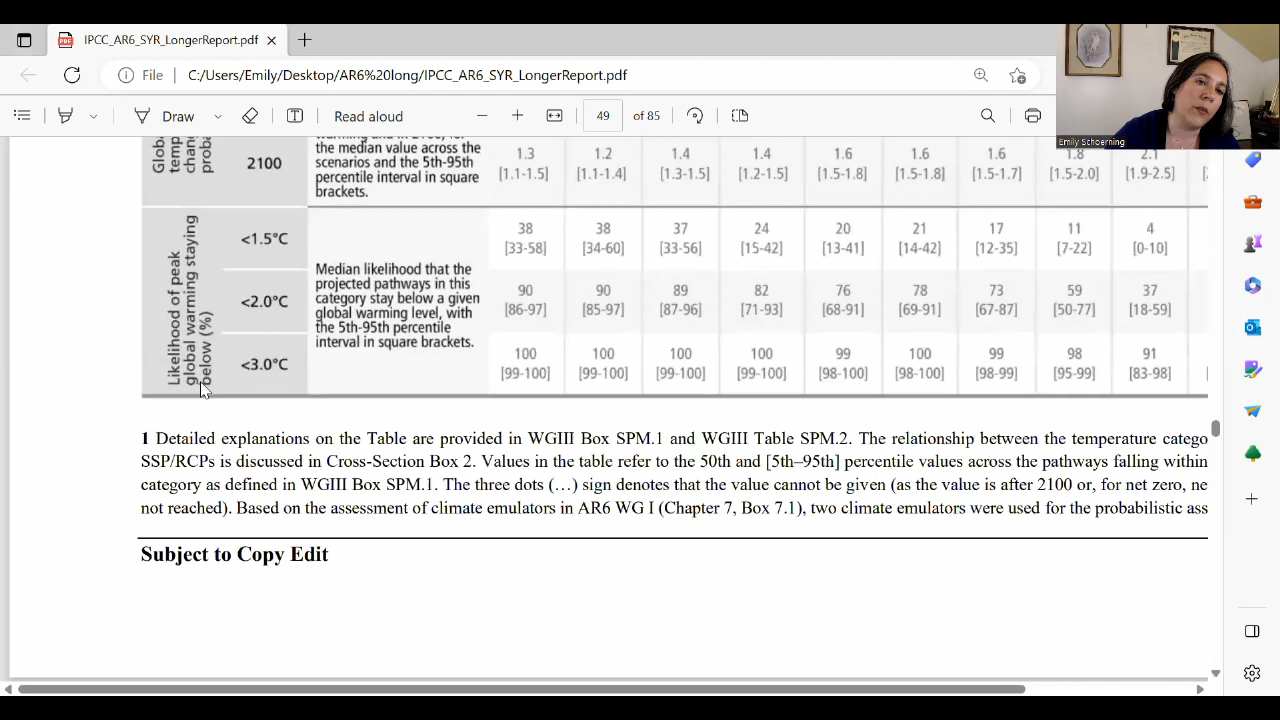 IPCC_AR6_SYR_LongerReport.pdf
File | C:/Users/Emily/Desktop/AR6%20long/IPCC_AR6_SYR_LongerReport.pdf
Draw Read aloud 49 of 85
Emily Schoerning
2100
the median value across the
scenarios and the 5th-95th
percentile interval in square
brackets.
1.3 1.2 1.4 1.4 1.6 1.6 1.6 1.8 2.1
[1.1-1.5] [1.1-1.4] [1.3-1.5] [1.2-1.5] [1.5-1.8] [1.5-1.8] [1.5-1.7] [1.5-2.0] [1.9-2.5]
Likelihood of peak
global warming staying
below (%)
<1.5°C
<2.0°C
<3.0°C
Median likelihood that the
projected pathways in this
category stay below a given
global warming level, with
the 5th-95th percentile
interval in square brackets.
38 38 37 24 20 21 17 11 4
[33-58] [34-60] [33-56] [15-42] [13-41] [14-42] [12-35] [7-22] [0-10]
90 90 89 82 76 78 73 59 37
[86-97] [85-97] [87-96] [71-93] [68-91] [69-91] [67-87] [50-77] [18-59]
100 100 100 100 99 100 99 98 91
[99-100] [99-100] [99-100] [99-100] [98-100] [98-100] [98-99] [95-99] [83-98]
1 Detailed explanations on the Table are provided in WGIII Box SPM.1 and WGIII Table SPM.2. The relationship between the temperature catego
SSP/RCPs is discussed in Cross-Section Box 2. Values in the table refer to the 50th and [5th–95th] percentile values across the pathways falling within
category as defined in WGIII Box SPM.1. The three dots (…) sign denotes that the value cannot be given (as the value is after 2100 or, for net zero, ne
not reached). Based on the assessment of climate emulators in AR6 WG I (Chapter 7, Box 7.1), two climate emulators were used for the probabilistic ass
Subject to Copy Edit